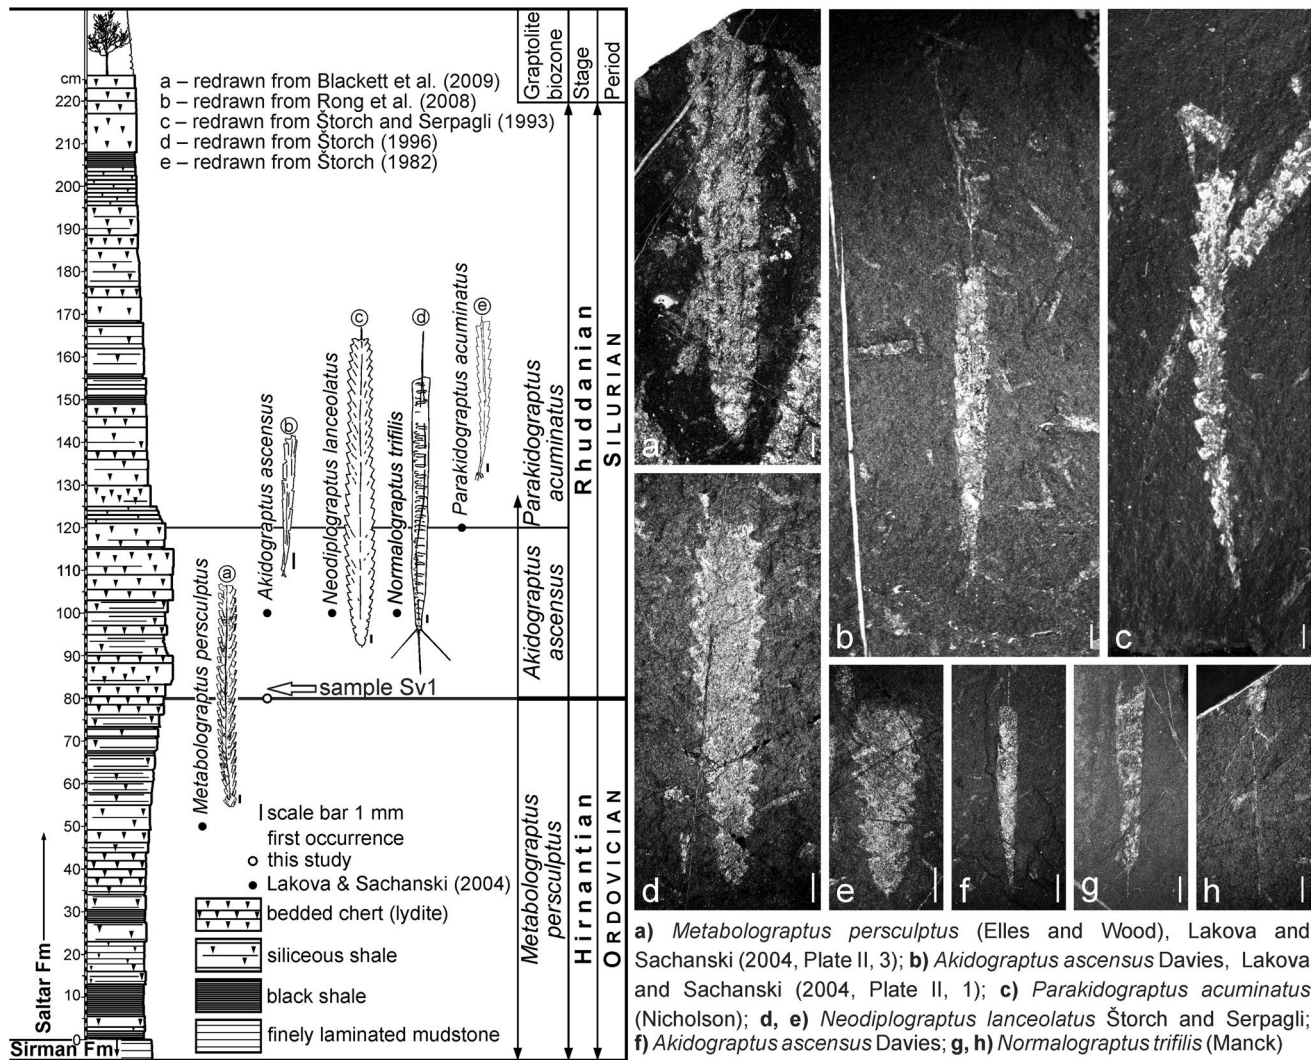 cm
220
210
200
190
180
170
160
150
140
130
120
110
100
90
80
70
60
50
40
30
20
10
0
Saltar Fm
Sirman Fm
a – redrawn from Blackett et al. (2009)
b – redrawn from Rong et al. (2008)
c – redrawn from Štorch and Serpagli (1993)
d – redrawn from Štorch (1996)
e – redrawn from Štorch (1982)
Graptolite
biozone
Stage
Period
a
Metabolograptus persculptus
b
Akidograptus ascensus
c
Neodiplograptus lanceolatus
d
Normalograptus trifilis
e
Parakidograptus acuminatus
sample Sv1
Parakidograptus
acuminatus
Akidograptus
ascensus
Metabolograptus
persculptus
Rhuddanian
Hirnantian
SILURIAN
ORDOVICIAN
scale bar 1 mm
first occurrence
this study
Lakova & Sachanski (2004)
bedded chert (lydite)
siliceous shale
black shale
finely laminated mudstone
a
b
c
d
e
f
g
h
a) Metabolograptus persculptus (Elles and Wood), Lakova and
Sachanski (2004, Plate II, 3); b) Akidograptus ascensus Davies, Lakova
and Sachanski (2004, Plate II, 1); c) Parakidograptus acuminatus
(Nicholson); d, e) Neodiplograptus lanceolatus Štorch and Serpagli;
f) Akidograptus ascensus Davies; g, h) Normalograptus trifilis (Manck)